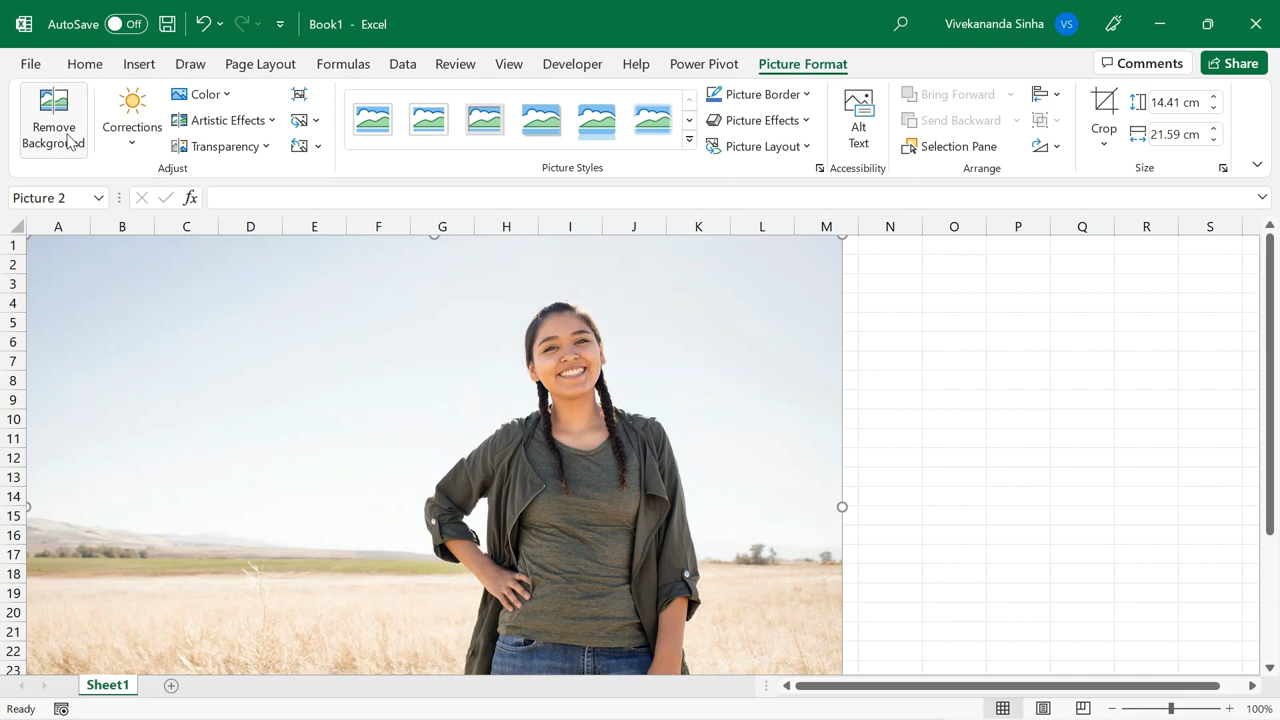 AutoSave Off Book1 - Excel Vivekananda Sinha VS
File Home Insert Draw Page Layout Formulas Data Review View Developer Help Power Pivot Picture Format Comments Share
Remove
Background
Corrections
Color
Artistic Effects
Transparency
Adjust
Picture Styles
Picture Border
Picture Effects
Picture Layout
Alt
Text
Accessibility
Bring Forward
Send Backward
Selection Pane
Arrange
Crop
14.41 cm
21.59 cm
Size
Picture 2 fx
A B C D E F G H I J K L M N O P Q R S
1
2
3
4
5
6
7
8
9
10
11
12
13
14
15
16
17
18
19
20
21
22
23
Sheet1
Ready 100%